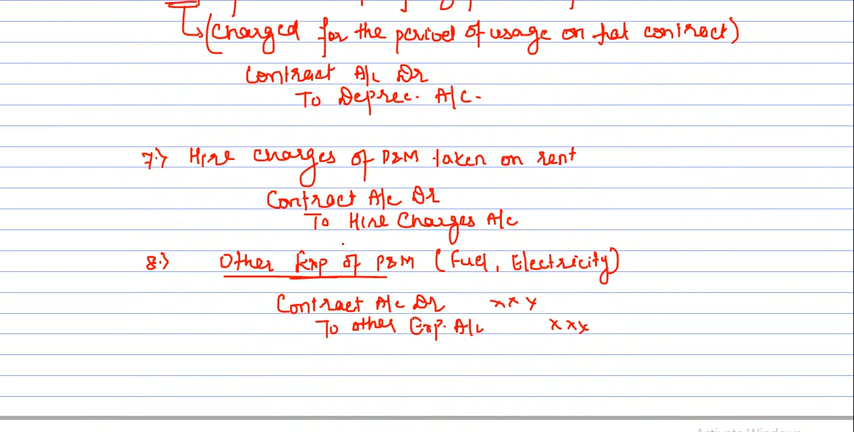 (Charged for the period of usage on that contract)
Contract A/c Dr
To Deprec. A/C.
7.) Hire charges of P&M taken on rent
Contract A/c Dr
To Hire Charges A/c
8.) Other Exp of P&M (Fuel, Electricity)
Contract A/c Dr xxx
To other Exp. A/c xxx